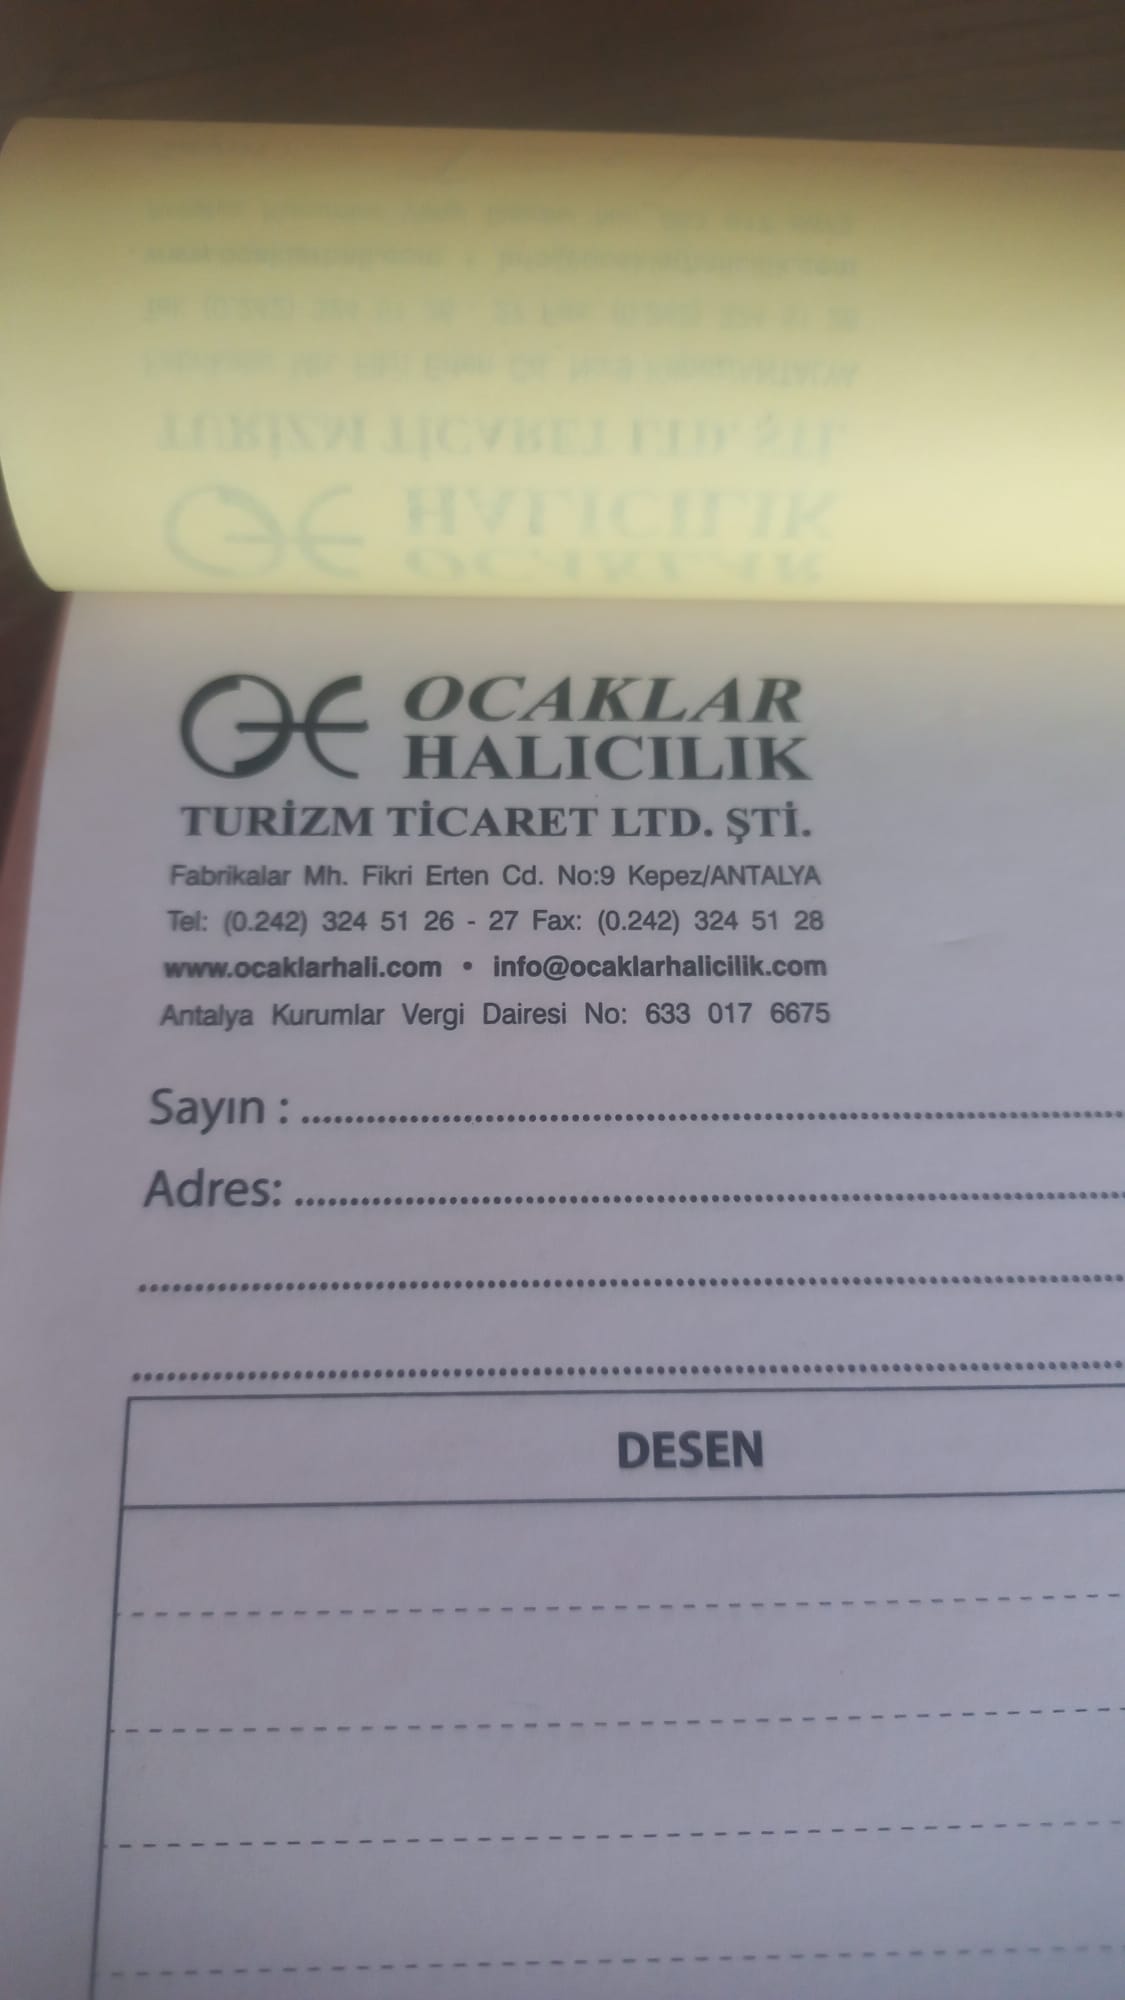 OCAKLAR
HALICILIK
TURİZM TİCARET LTD. ŞTİ.
Fabrikalar Mh. Fikri Erten Cd. No:9 Kepez/ANTALYA
Tel: (0.242) 324 51 26 - 27 Fax: (0.242) 324 51 28
www.ocaklarhali.com • info@ocaklarhalicilik.com
Antalya Kurumlar Vergi Dairesi No: 633 017 6675
Sayın :
Adres:
DESEN